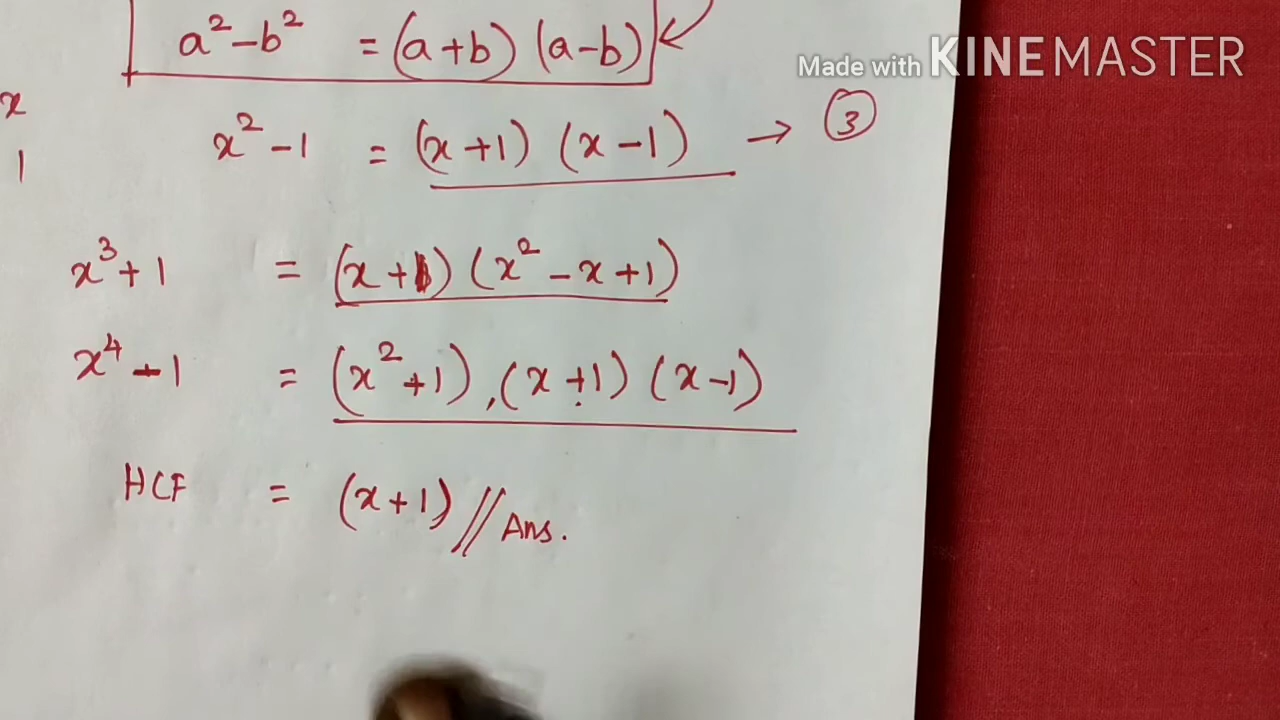 a² - b² = (a+b) (a-b)
Made with KINEMASTER
x
1
x² - 1 = (x+1) (x-1) → ③
x³ + 1 = (x+1) (x² - x + 1)
x⁴ - 1 = (x² + 1), (x+1) (x-1)
HCF = (x+1) // Ans.